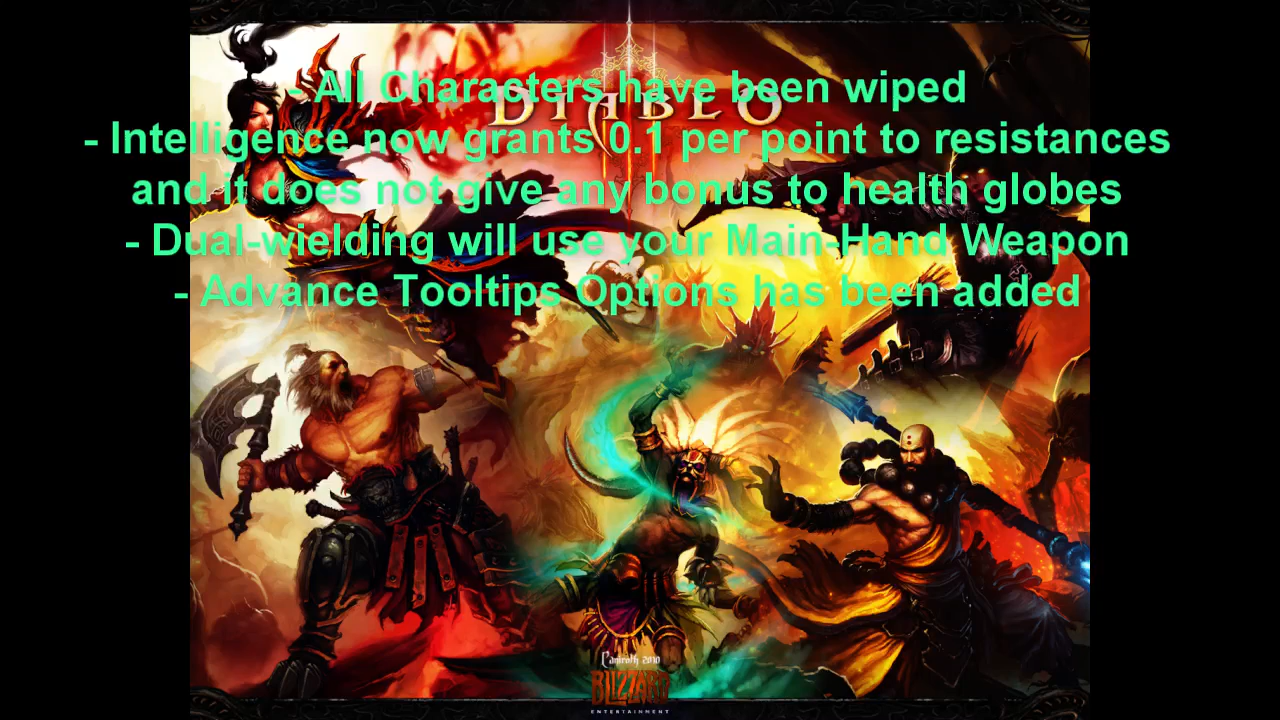 - All Characters have been wiped
DIABLO
- Intelligence now grants 0.1 per point to resistances
and it does not give any bonus to health globes
- Dual-wielding will use your Main-Hand Weapon
- Advance Tooltips Options has been added
2010
BLIZZARD
ENTERTAINMENT